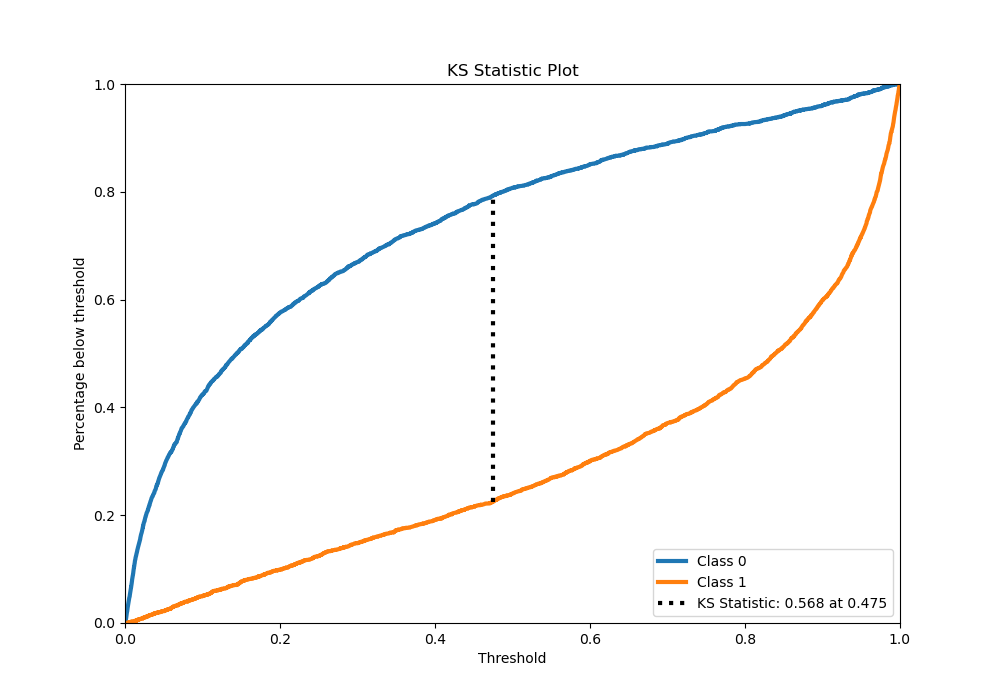 KS Statistic Plot
Percentage below threshold
1.0
0.8
0.6
0.4
0.2
0.0
0.0 0.2 0.4 0.6 0.8 1.0
Threshold
Class 0
Class 1
KS Statistic: 0.568 at 0.475